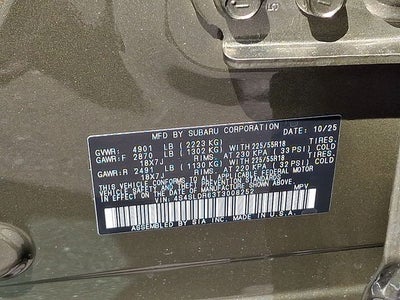 MFD BY SUBARU CORPORATION DATE: 10/25
GVWR: 4901 LB (2223 KG)
GAWR:F 2870 LB (1302 KG) WITH 225/55R18 TIRES.
18X7J RIMS. AT 230 KPA (33 PSI) COLD
GAWR:R 2491 LB (1130 KG) WITH 225/55R18 TIRES.
18X7J RIMS. AT 220 KPA (32 PSI) COLD
THIS VEHICLE CONFORMS TO ALL APPLICABLE FEDERAL MOTOR
VEHICLE SAFETY AND THEFT PREVENTION STANDARDS
IN EFFECT ON THE DATE OF MANUFACTURE SHOWN ABOVE.
VIN: 4S4SLDRE3T3008252 MPV
ASSEMBLED BY SIA INC. MADE IN U.S.A.